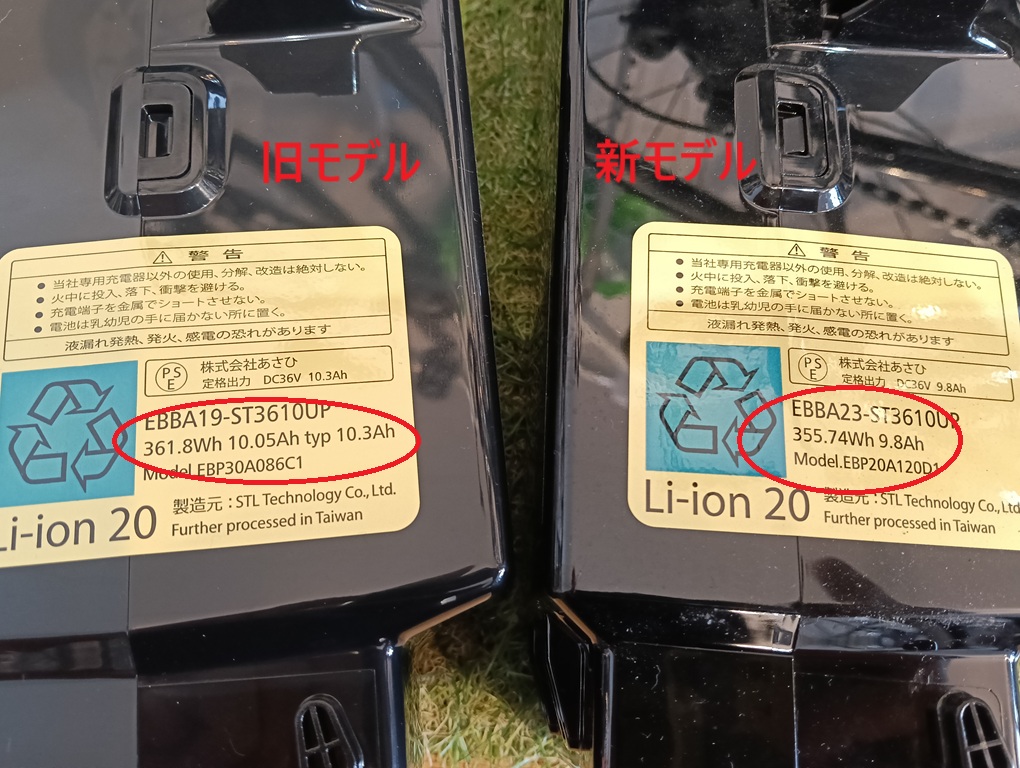 旧モデル
警告
● 当社専用充電器以外の使用、分解、改造は絶対しない。
● 火中に投入、落下、衝撃を避ける。
● 充電端子を金属でショートさせない。
● 電池は乳幼児の手に届かない所に置く。
液漏れ発熱、発火、感電の恐れがあります
PS
E
株式会社あさひ
定格出力 DC36V 10.3Ah
EBBA19-ST3610UP
361.8Wh 10.05Ah typ 10.3Ah
Model.EBP30A086C1
製造元：STL Technology Co., Ltd.
Li-ion 20
Further processed in Taiwan
新モデル
警告
● 当社専用充電器以外の使用、分解、改造は絶対しない。
● 火中に投入、落下、衝撃を避ける。
● 充電端子を金属でショートさせない。
● 電池は乳幼児の手に届かない所に置く。
液漏れ発熱、発火、感電の恐れがあります
PS
E
株式会社あさひ
定格出力 DC36V 9.8Ah
EBBA23-ST3610UP
355.74Wh 9.8Ah
Model.EBP20A120D1
製造元：STL Technology Co., Ltd
Li-ion 20
Further processed in Taiwan